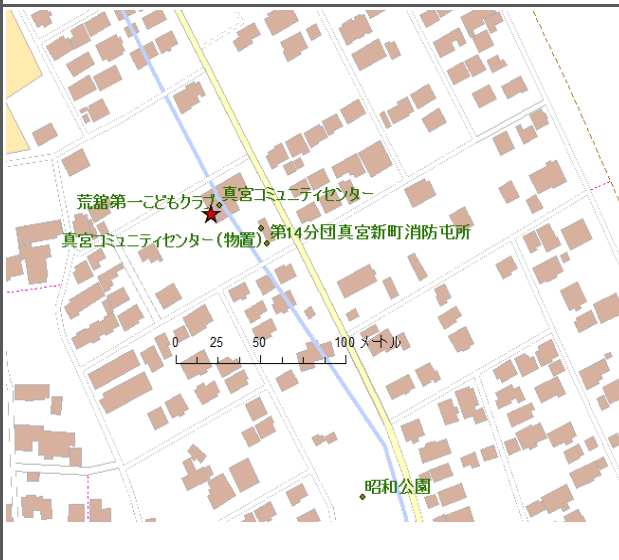 荒舘第一こどもクラブ
真宮コミュニティセンター
真宮コミュニティセンター(物置)
第14分団真宮新町消防屯所
0 25 50 100 メートル
昭和公園